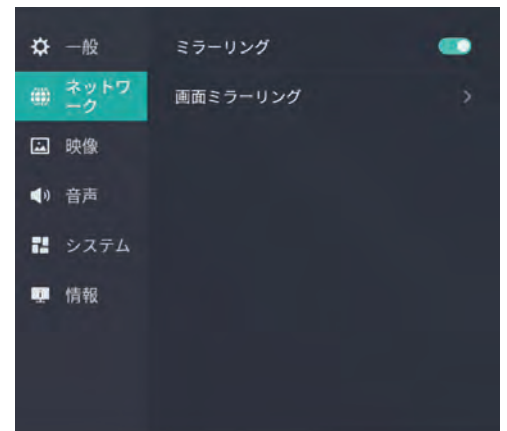 一般
ネットワ
ーク
映像
音声
システム
情報
ミラーリング
画面ミラーリング